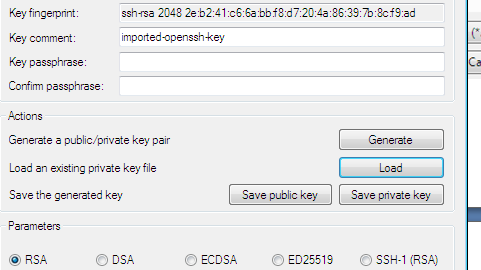 Key fingerprint: ssh-rsa 2048 2e:b2:41:c6:6a:bb:f8:d7:20:4a:86:39:7b:8c:f9:ad
Key comment: imported-openssh-key
Key passphrase:
Confirm passphrase:
Actions
Generate a public/private key pair Generate
Load an existing private key file Load
Save the generated key Save public key Save private key
Parameters
RSA DSA ECDSA ED25519 SSH-1 (RSA)
(*.
Ca